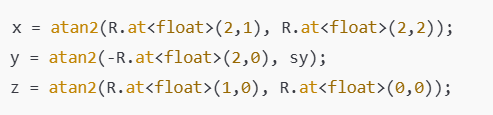 x = atan2(R.at<float>(2,1), R.at<float>(2,2));
y = atan2(-R.at<float>(2,0), sy);
z = atan2(R.at<float>(1,0), R.at<float>(0,0));